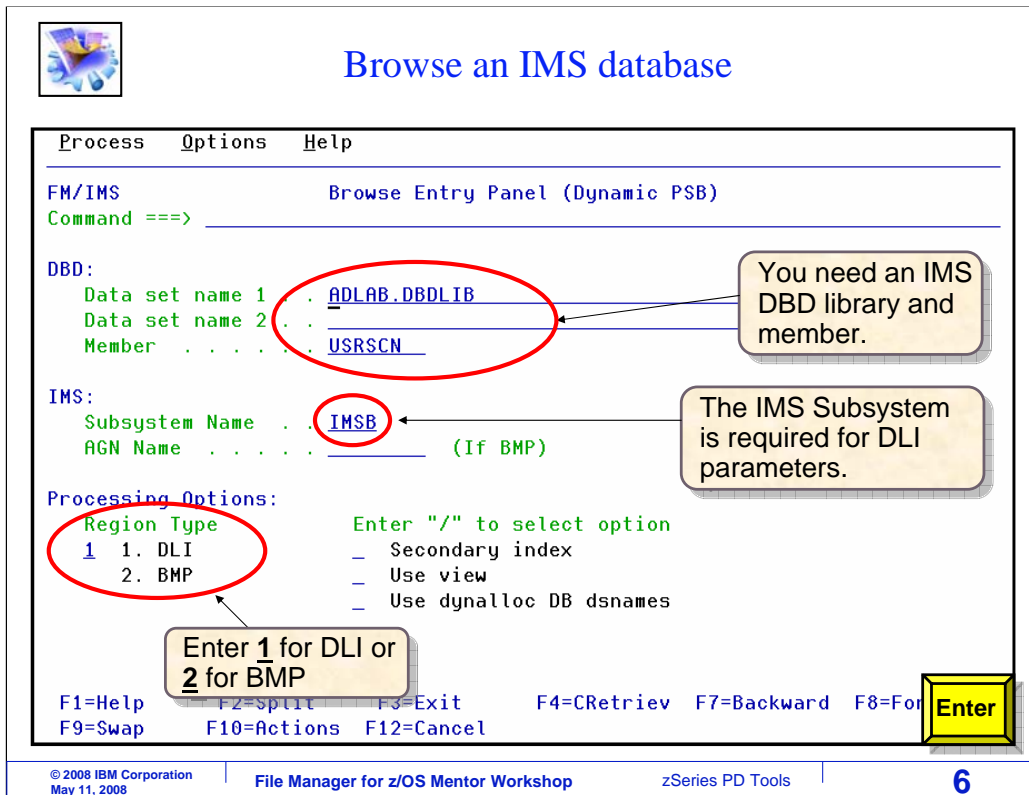 Browse an IMS database
Process Options Help
FM/IMS Browse Entry Panel (Dynamic PSB)
Command ===>
DBD:
Data set name 1 . . ADLAB.DBDLIB
Data set name 2 . .
Member . . . . . . USRSCN
You need an IMS
DBD library and
member.
IMS:
Subsystem Name . . IMSB
AGN Name . . . . . (If BMP)
The IMS Subsystem
is required for DLI
parameters.
Processing Options:
Region Type Enter "/" to select option
1 1. DLI _ Secondary index
2. BMP _ Use view
_ Use dynalloc DB dsnames
Enter 1 for DLI or
2 for BMP
F1=Help F2=Split F3=Exit F4=CRetriev F7=Backward F8=For
F9=Swap F10=Actions F12=Cancel
Enter
© 2008 IBM Corporation
May 11, 2008
File Manager for z/OS Mentor Workshop
zSeries PD Tools
6